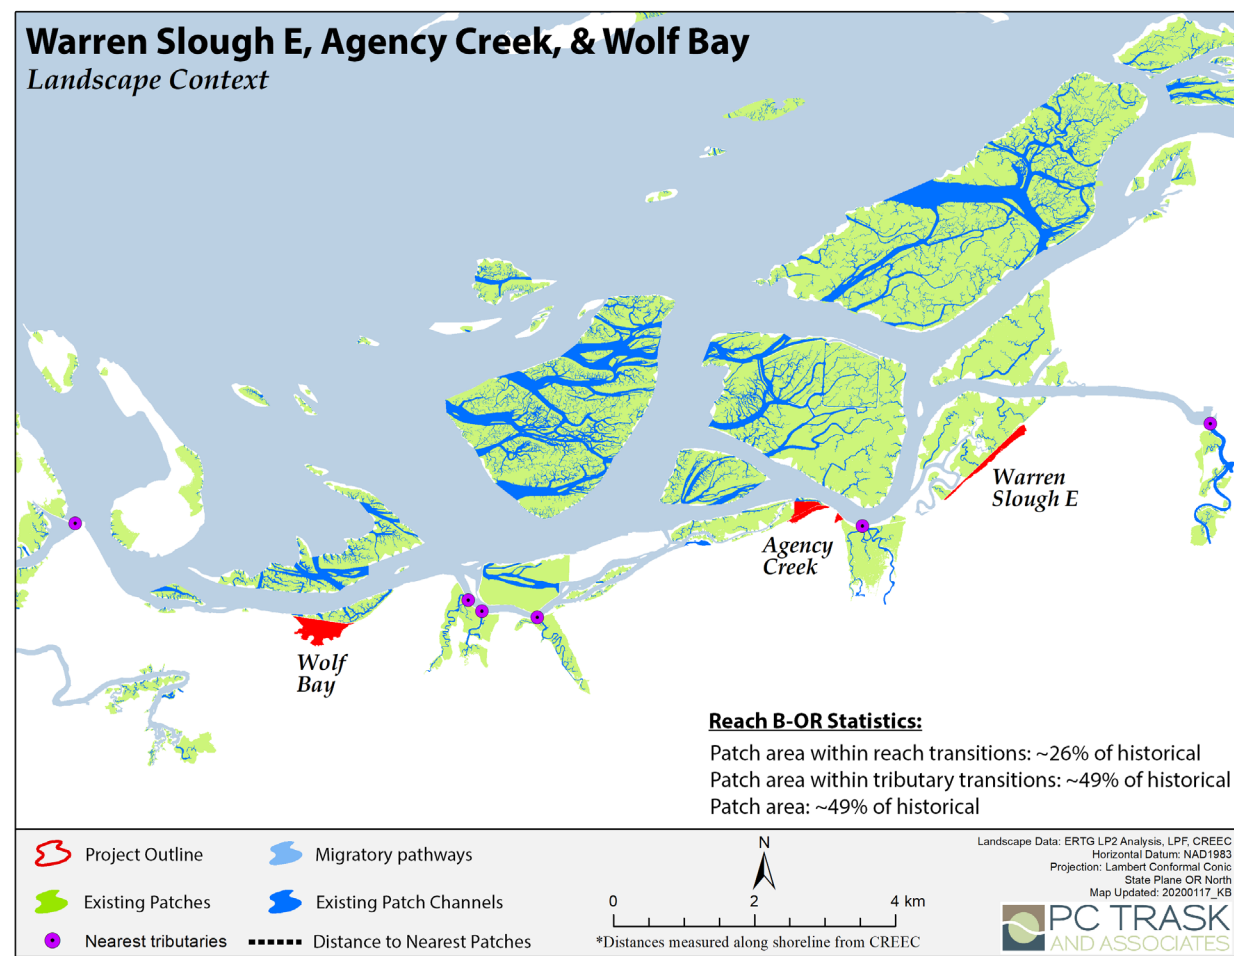 Warren Slough E, Agency Creek, & Wolf Bay
Landscape Context
Warren
Slough E
Agency
Creek
Wolf
Bay
Reach B-OR Statistics:
Patch area within reach transitions: ~26% of historical
Patch area within tributary transitions: ~49% of historical
Patch area: ~49% of historical
Project Outline
Migratory pathways
Existing Patches
Existing Patch Channels
Nearest tributaries
Distance to Nearest Patches
N
0 2 4 km
*Distances measured along shoreline from CREEC
Landscape Data: ERTG LP2 Analysis, LPF, CREEC
Horizontal Datum: NAD1983
Projection: Lambert Conformal Conic
State Plane OR North
Map Updated: 20200117_KB
PC TRASK
AND ASSOCIATES